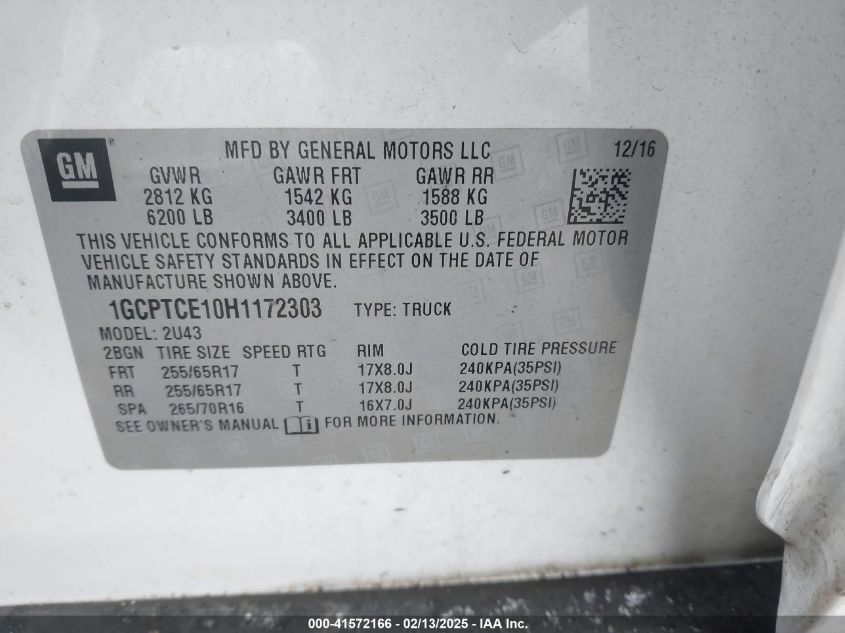 GM
MFD BY GENERAL MOTORS LLC 12/16
GVWR GAWR FRT GAWR RR
2812 KG 1542 KG 1588 KG
6200 LB 3400 LB 3500 LB
THIS VEHICLE CONFORMS TO ALL APPLICABLE U.S. FEDERAL MOTOR
VEHICLE SAFETY STANDARDS IN EFFECT ON THE DATE OF
MANUFACTURE SHOWN ABOVE.
1GCPTCE10H1172303 TYPE: TRUCK
MODEL: 2U43
2BGN TIRE SIZE SPEED RTG RIM COLD TIRE PRESSURE
FRT 255/65R17 T 17X8.0J 240KPA(35PSI)
RR 255/65R17 T 17X8.0J 240KPA(35PSI)
SPA 265/70R16 T 16X7.0J 240KPA(35PSI)
SEE OWNER'S MANUAL FOR MORE INFORMATION.
000-41572166 - 02/13/2025 - IAAI Inc.